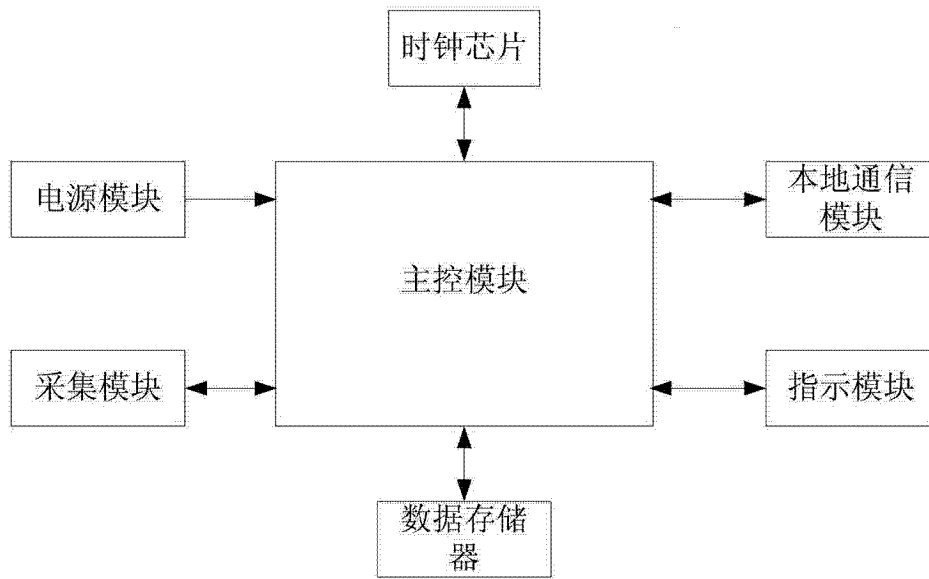 时钟芯片
电源模块
本地通信
模块
主控模块
采集模块
指示模块
数据存储
器